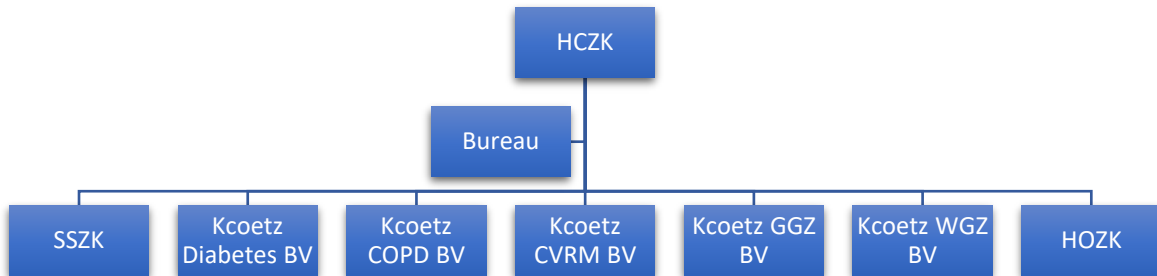 HCZK
Bureau
SSZK
Kcoetz
Diabetes BV
Kcoetz
COPD BV
Kcoetz
CVRM BV
Kcoetz GGZ
BV
Kcoetz WGZ
BV
HOZK